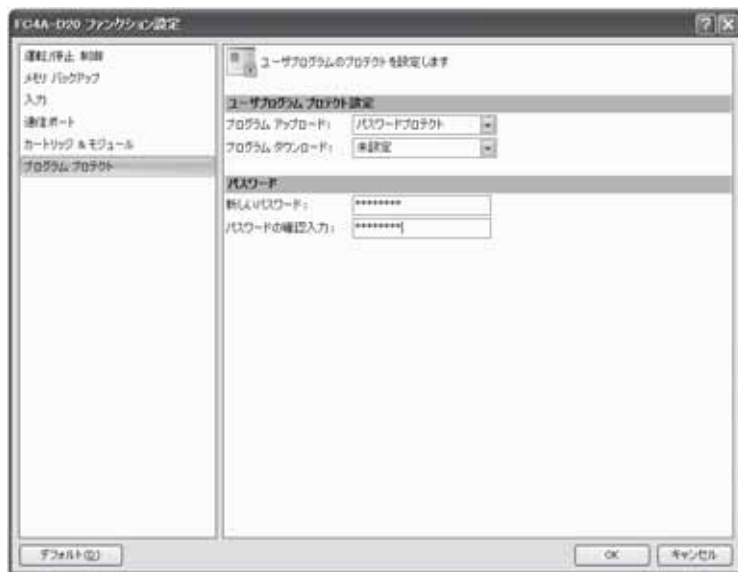 FC4A-D20 ファンクション設定
運転/停止 制御
メモリ バックアップ
入力
通信ポート
カートリッジ & モジュール
プログラム プロテクト
ユーザプログラムのプロテクトを設定します
ユーザプログラム プロテクト設定
プログラム アップロード： パスワードプロテクト
プログラム ダウンロード： 未設定
パスワード
新しいパスワード： ********
パスワードの確認入力： ********
デフォルト(D)
OK
キャンセル